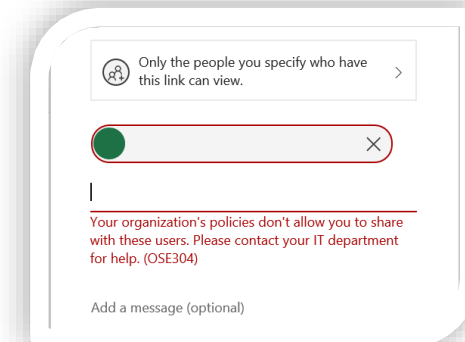 Only the people you specify who have
this link can view.
Your organization's policies don't allow you to share
with these users. Please contact your IT department
for help. (OSE304)
Add a message (optional)